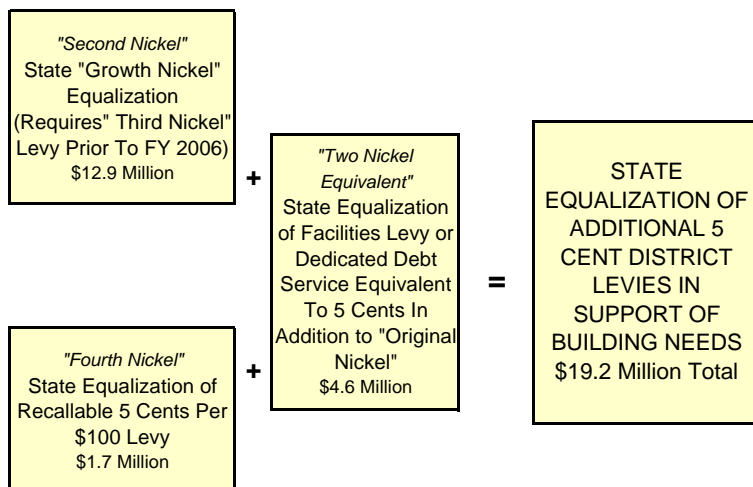 "Second Nickel"
State "Growth Nickel"
Equalization
(Requires" Third Nickel"
Levy Prior To FY 2006)
$12.9 Million
+
"Fourth Nickel"
State Equalization of
Recallable 5 Cents Per
$100 Levy
$1.7 Million
+
"Two Nickel
Equivalent"
State Equalization
of Facilities Levy or
Dedicated Debt
Service Equivalent
To 5 Cents In
Addition to "Original
Nickel"
$4.6 Million
=
STATE
EQUALIZATION OF
ADDITIONAL 5
CENT DISTRICT
LEVIES IN
SUPPORT OF
BUILDING NEEDS
$19.2 Million Total